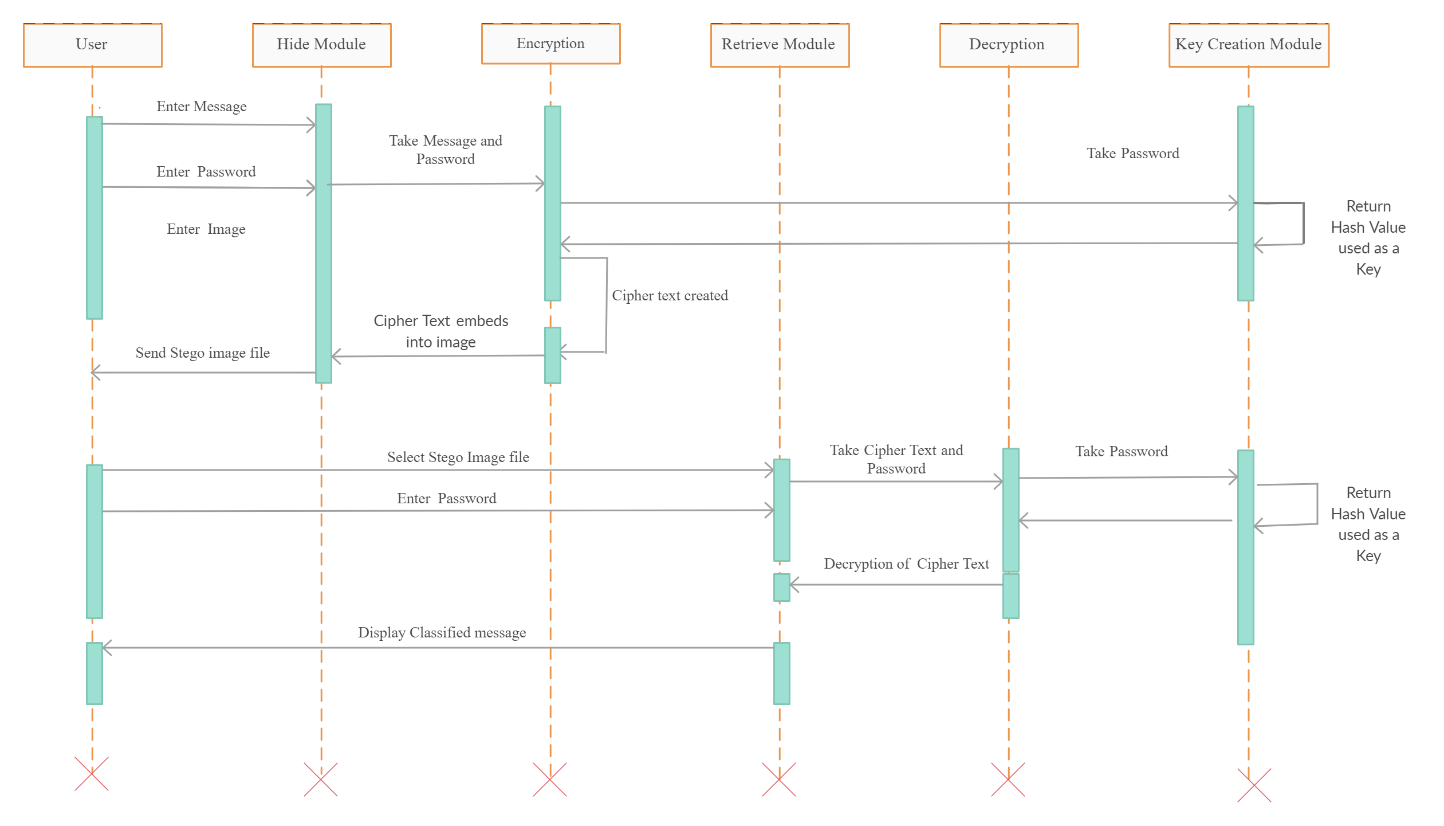 User
Hide Module
Encryption
Retrieve Module
Decryption
Key Creation Module
Enter Message
Take Message and
Password
Take Password
Enter Password
Enter Image
Return
Hash Value
used as a
Key
Cipher text created
Cipher Text embeds
into image
Send Stego image file
Select Stego Image file
Take Cipher Text and
Password
Take Password
Enter Password
Return
Hash Value
used as a
Key
Decryption of Cipher Text
Display Classified message